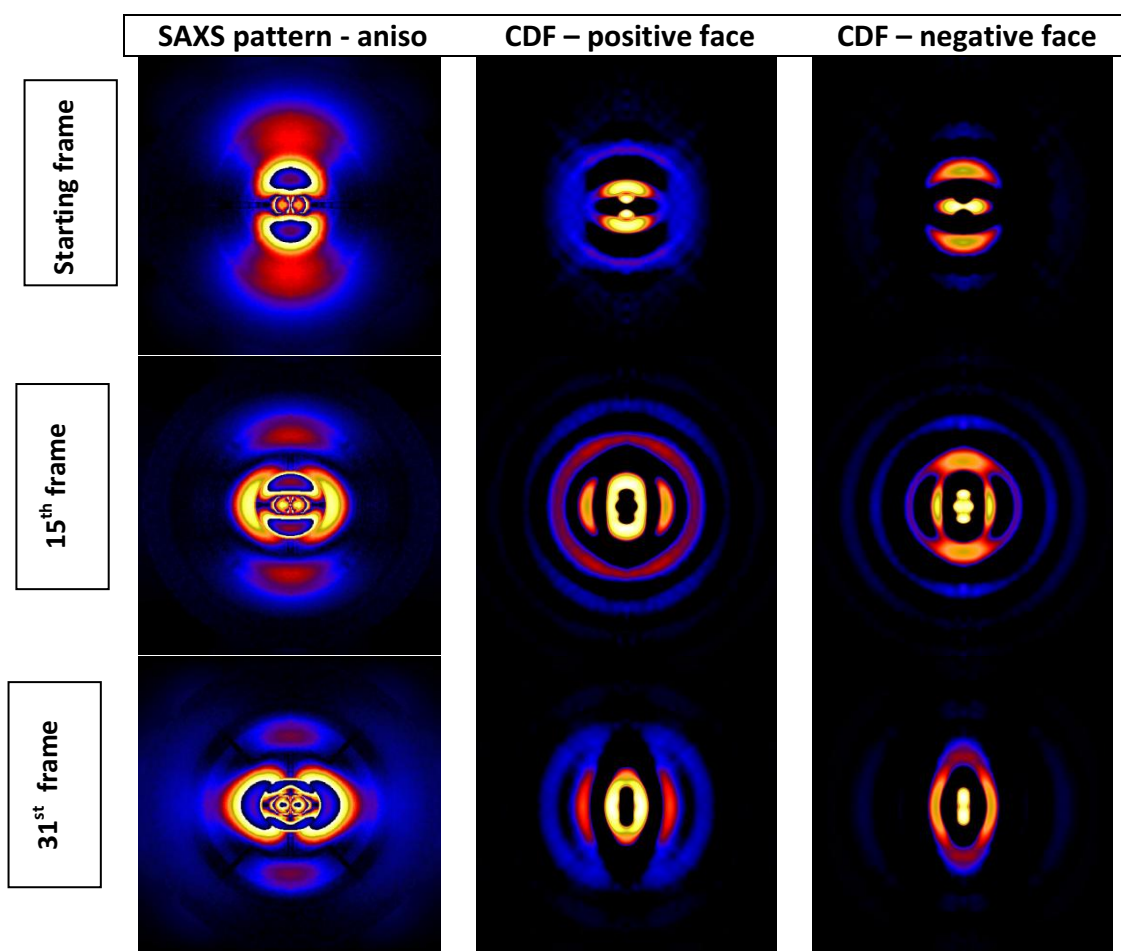 SAXS pattern - aniso
CDF – positive face
CDF – negative face
Starting frame
15th frame
31st frame